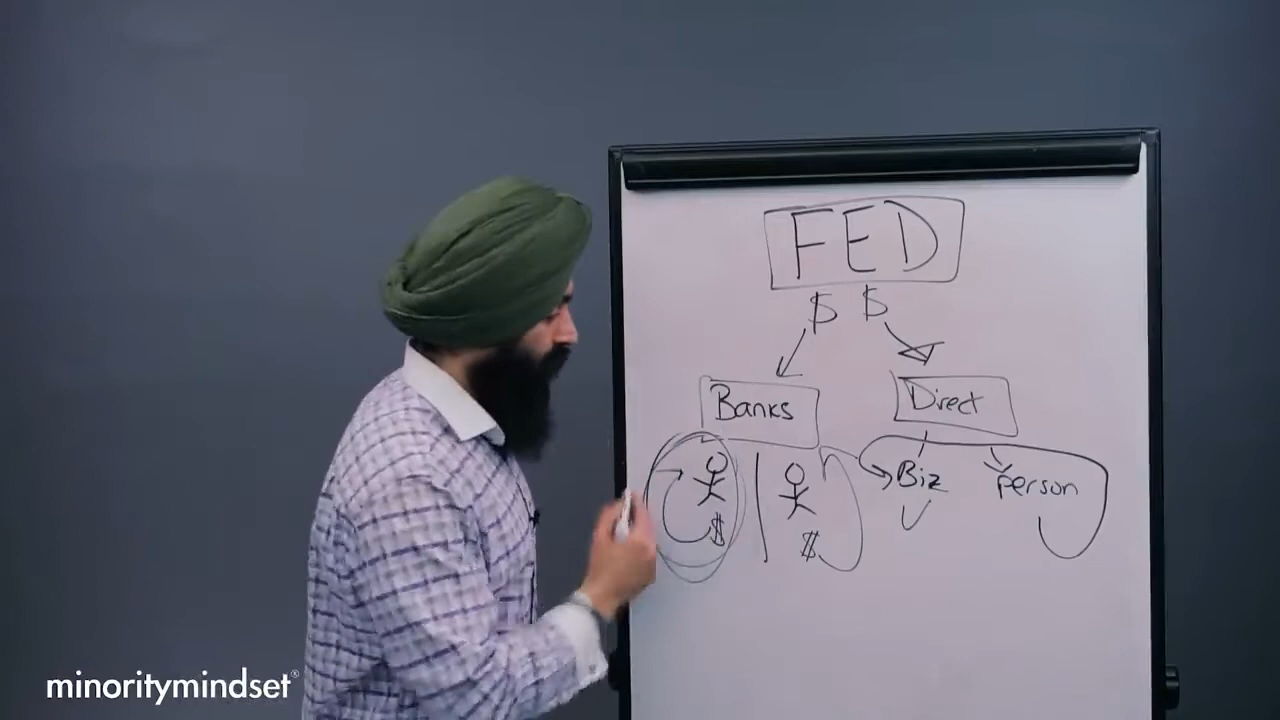 FED
$ $
Banks Direct
Biz person
$ $
minoritymindset®